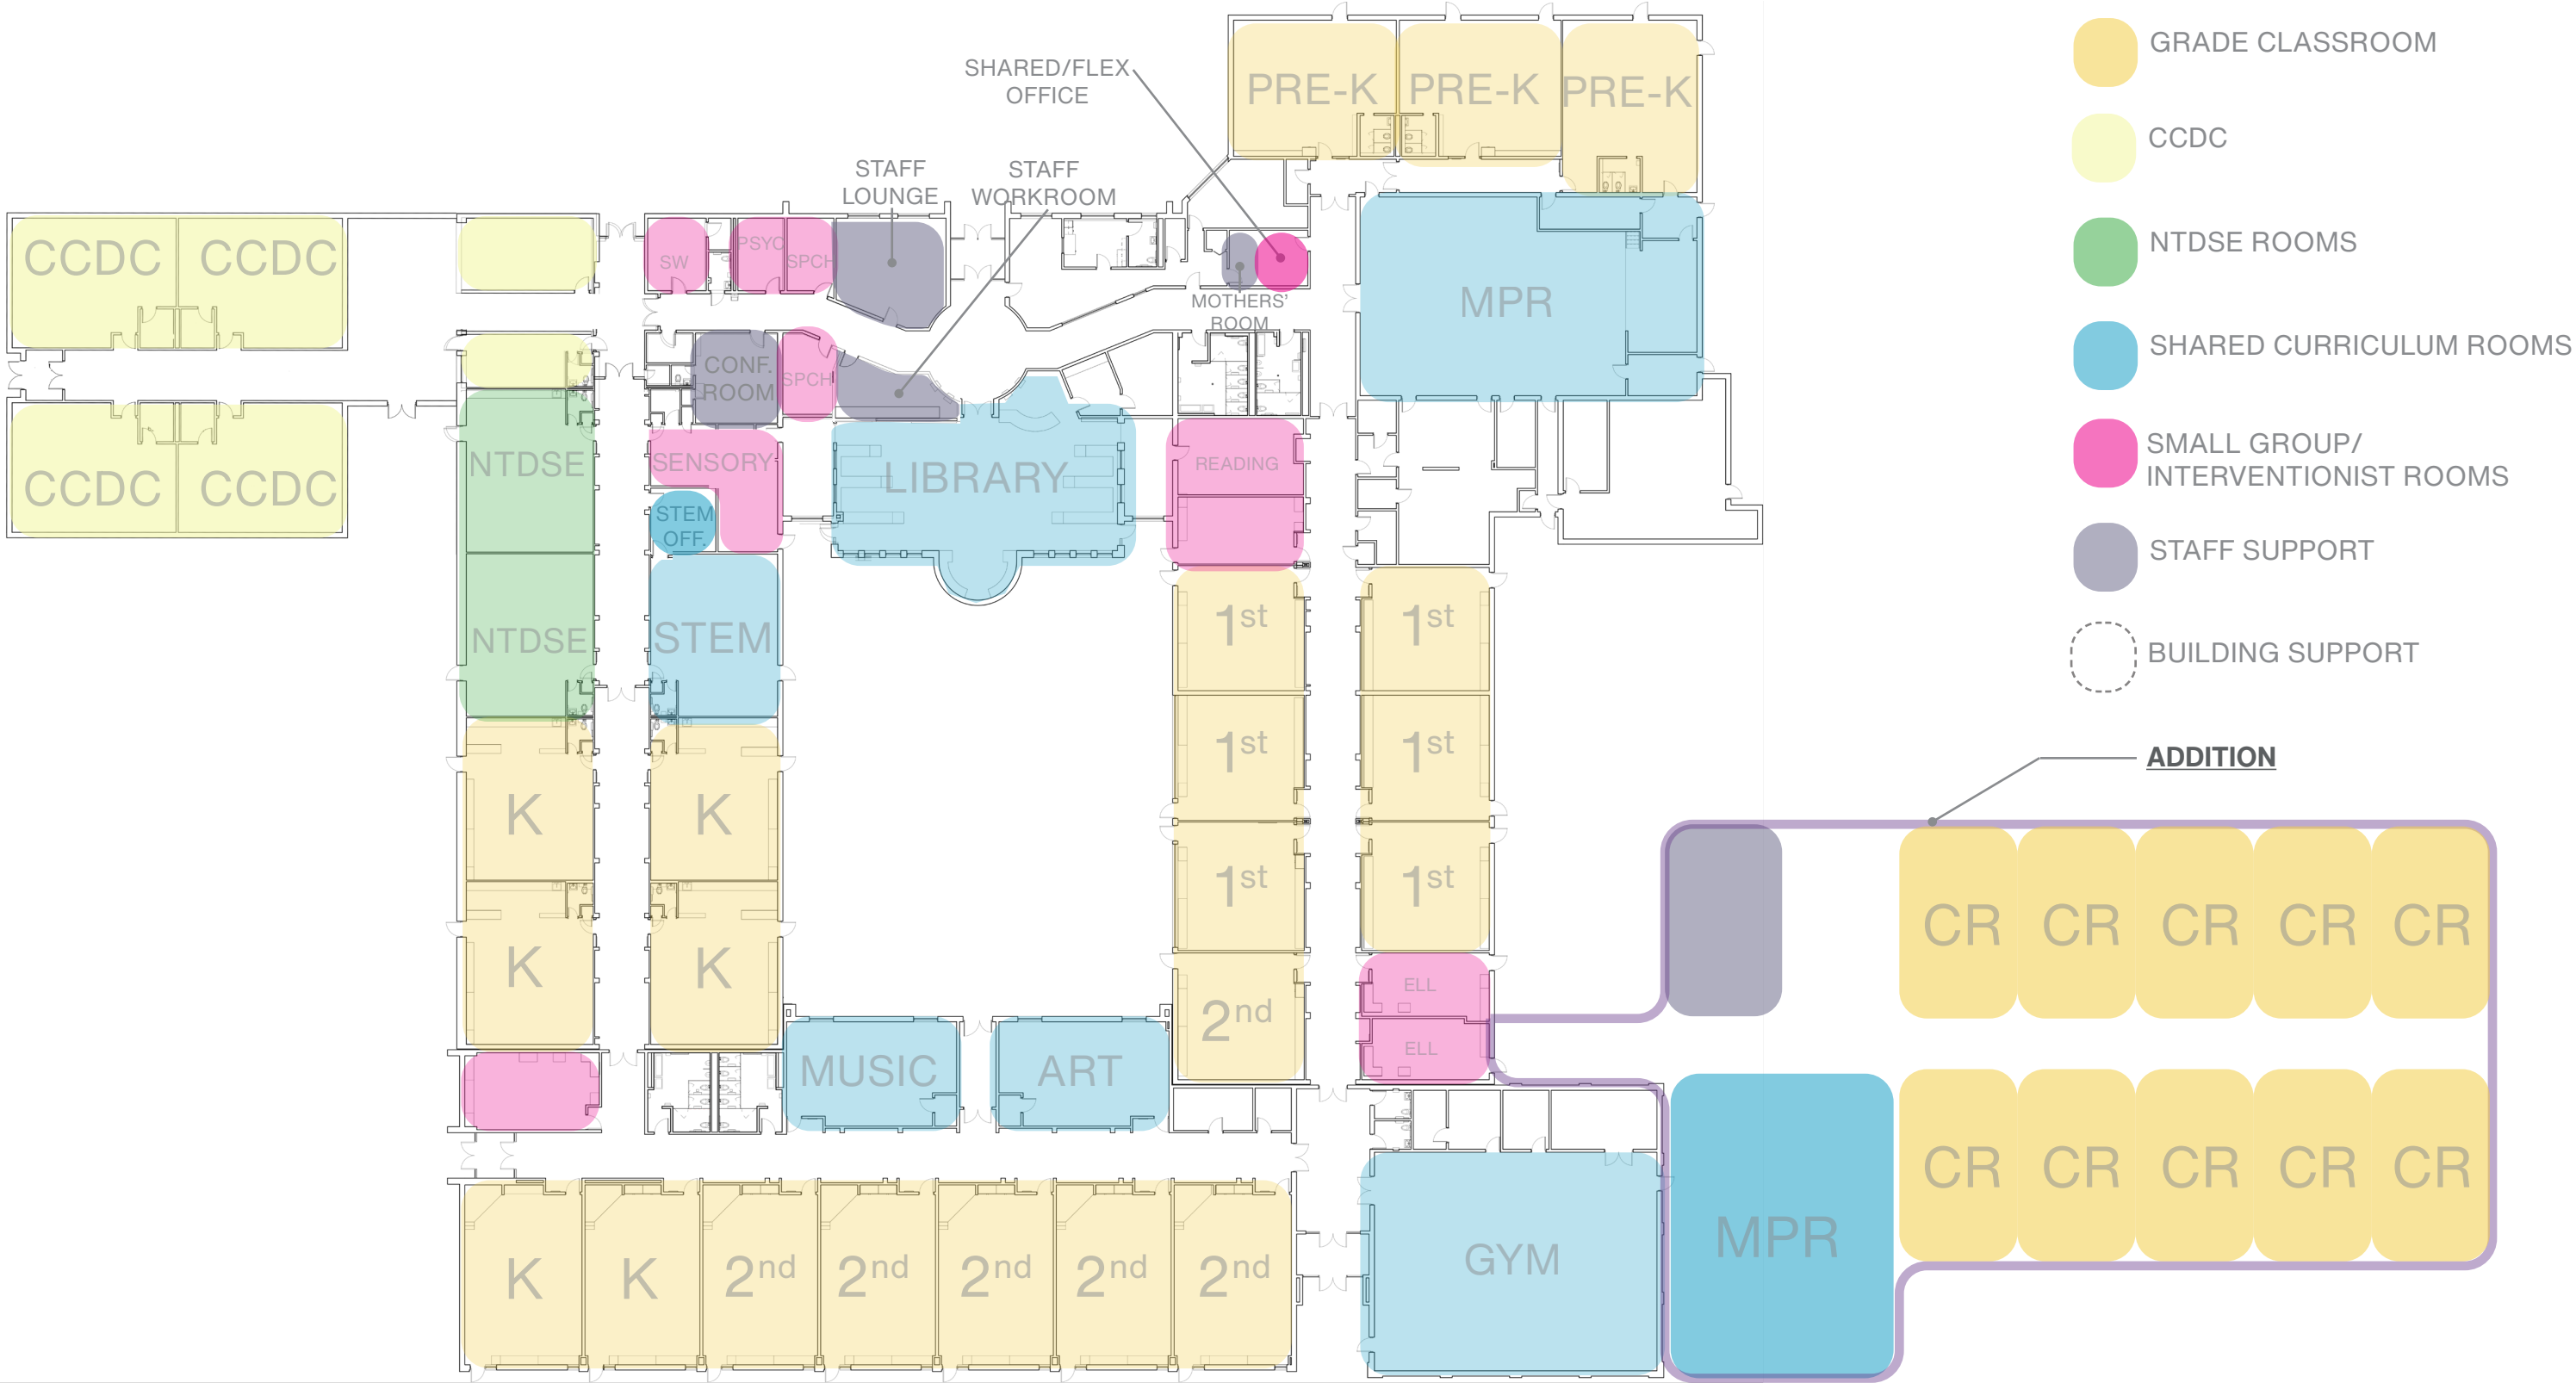 GRADE CLASSROOM
CCDC
NTDSE ROOMS
SHARED CURRICULUM ROOMS
SMALL GROUP/
INTERVENTIONIST ROOMS
STAFF SUPPORT
BUILDING SUPPORT
ADDITION
SHARED/FLEX
OFFICE
PRE-K PRE-K PRE-K
STAFF
LOUNGE
STAFF
WORKROOM
CCDC CCDC
SW
PSYC
SPCH
MOTHERS'
ROOM
MPR
CONF.
ROOM
SPCH
CCDC CCDC
NTDSE
SENSORY
STEM
OFF.
LIBRARY
READING
NTDSE
STEM
1st 1st
1st 1st
1st 1st
K K
K K
2nd
ELL
ELL
MUSIC
ART
K K 2nd 2nd 2nd 2nd 2nd
GYM
MPR
CR CR CR CR CR
CR CR CR CR CR